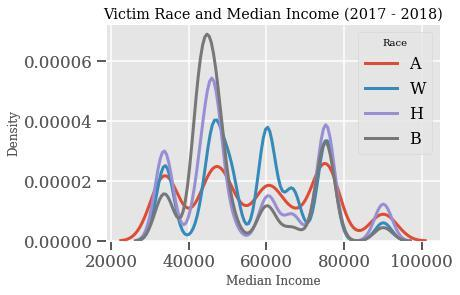 Victim Race and Median Income (2017 - 2018)
Race
A
W
H
B
0.00006
0.00004
0.00002
0.00000
Density
20000 40000 60000 80000 100000
Median Income